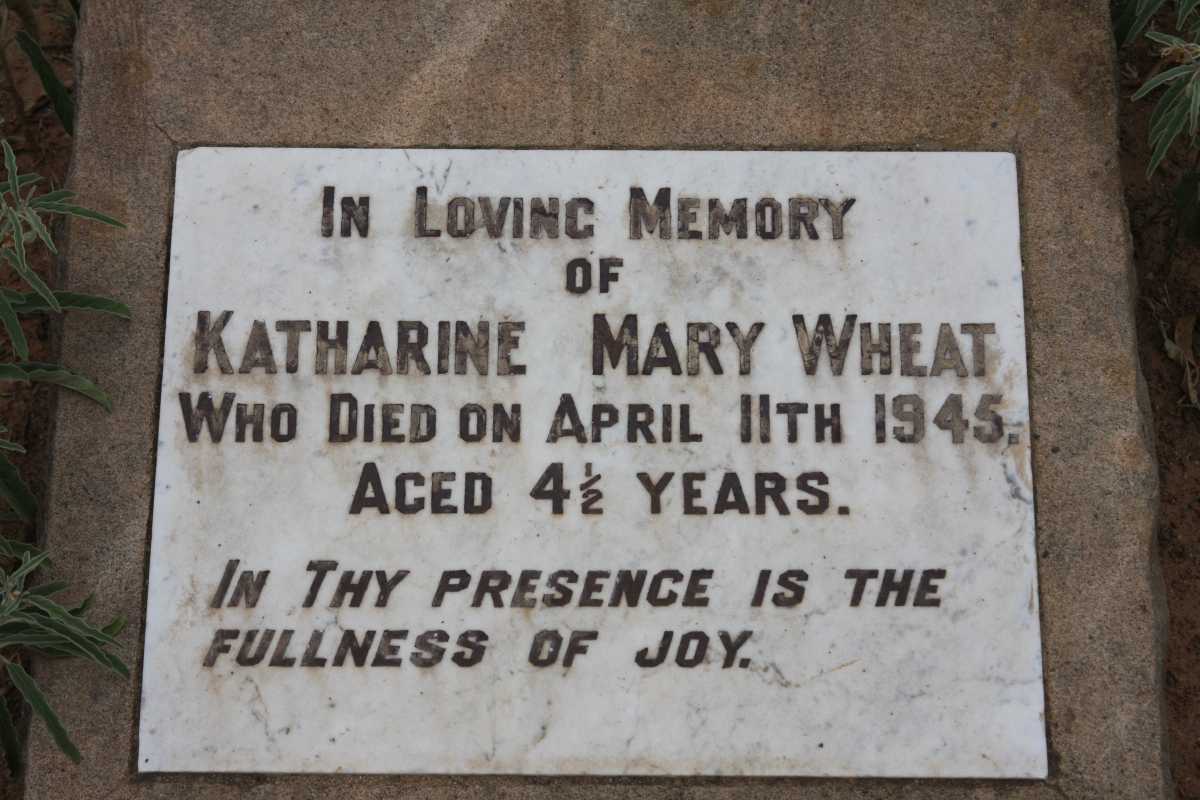 In Loving Memory
OF
Katharine Mary Wheat
Who Died on April 11th 1945.
Aged 4½ years.
In Thy presence is the
fullness of joy.